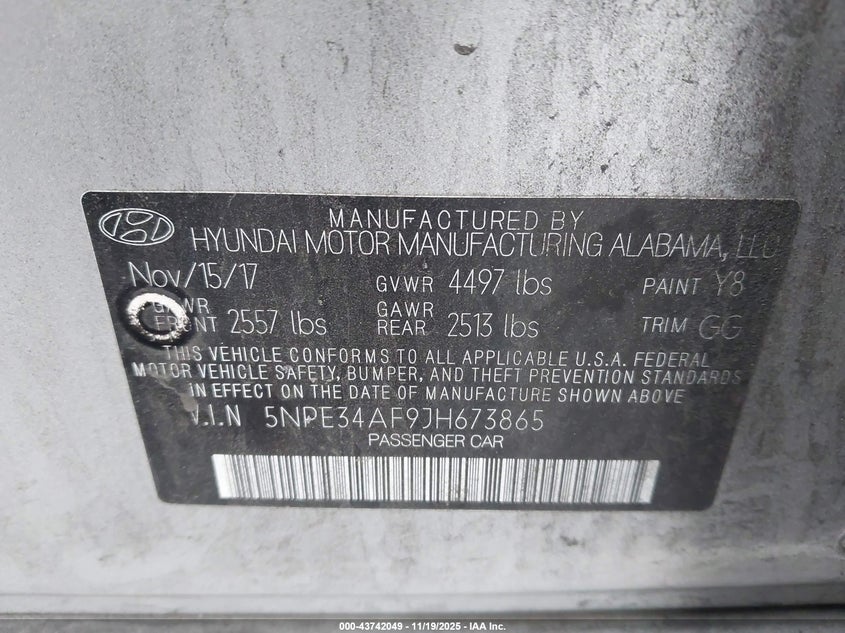 MANUFACTURED BY
HYUNDAI MOTOR MANUFACTURING ALABAMA, LLC
Nov/15/17 GVWR 4497 lbs PAINT Y8
GAWR FRONT 2557 lbs GAWR REAR 2513 lbs TRIM GG
THIS VEHICLE CONFORMS TO ALL APPLICABLE U.S.A. FEDERAL
MOTOR VEHICLE SAFETY, BUMPER, AND THEFT PREVENTION STANDARDS
IN EFFECT ON THE DATE OF MANUFACTURE SHOWN ABOVE
V.I.N 5NPE34AF9JH673865
PASSENGER CAR
000-43742049 - 11/19/2025 - IAA Inc.